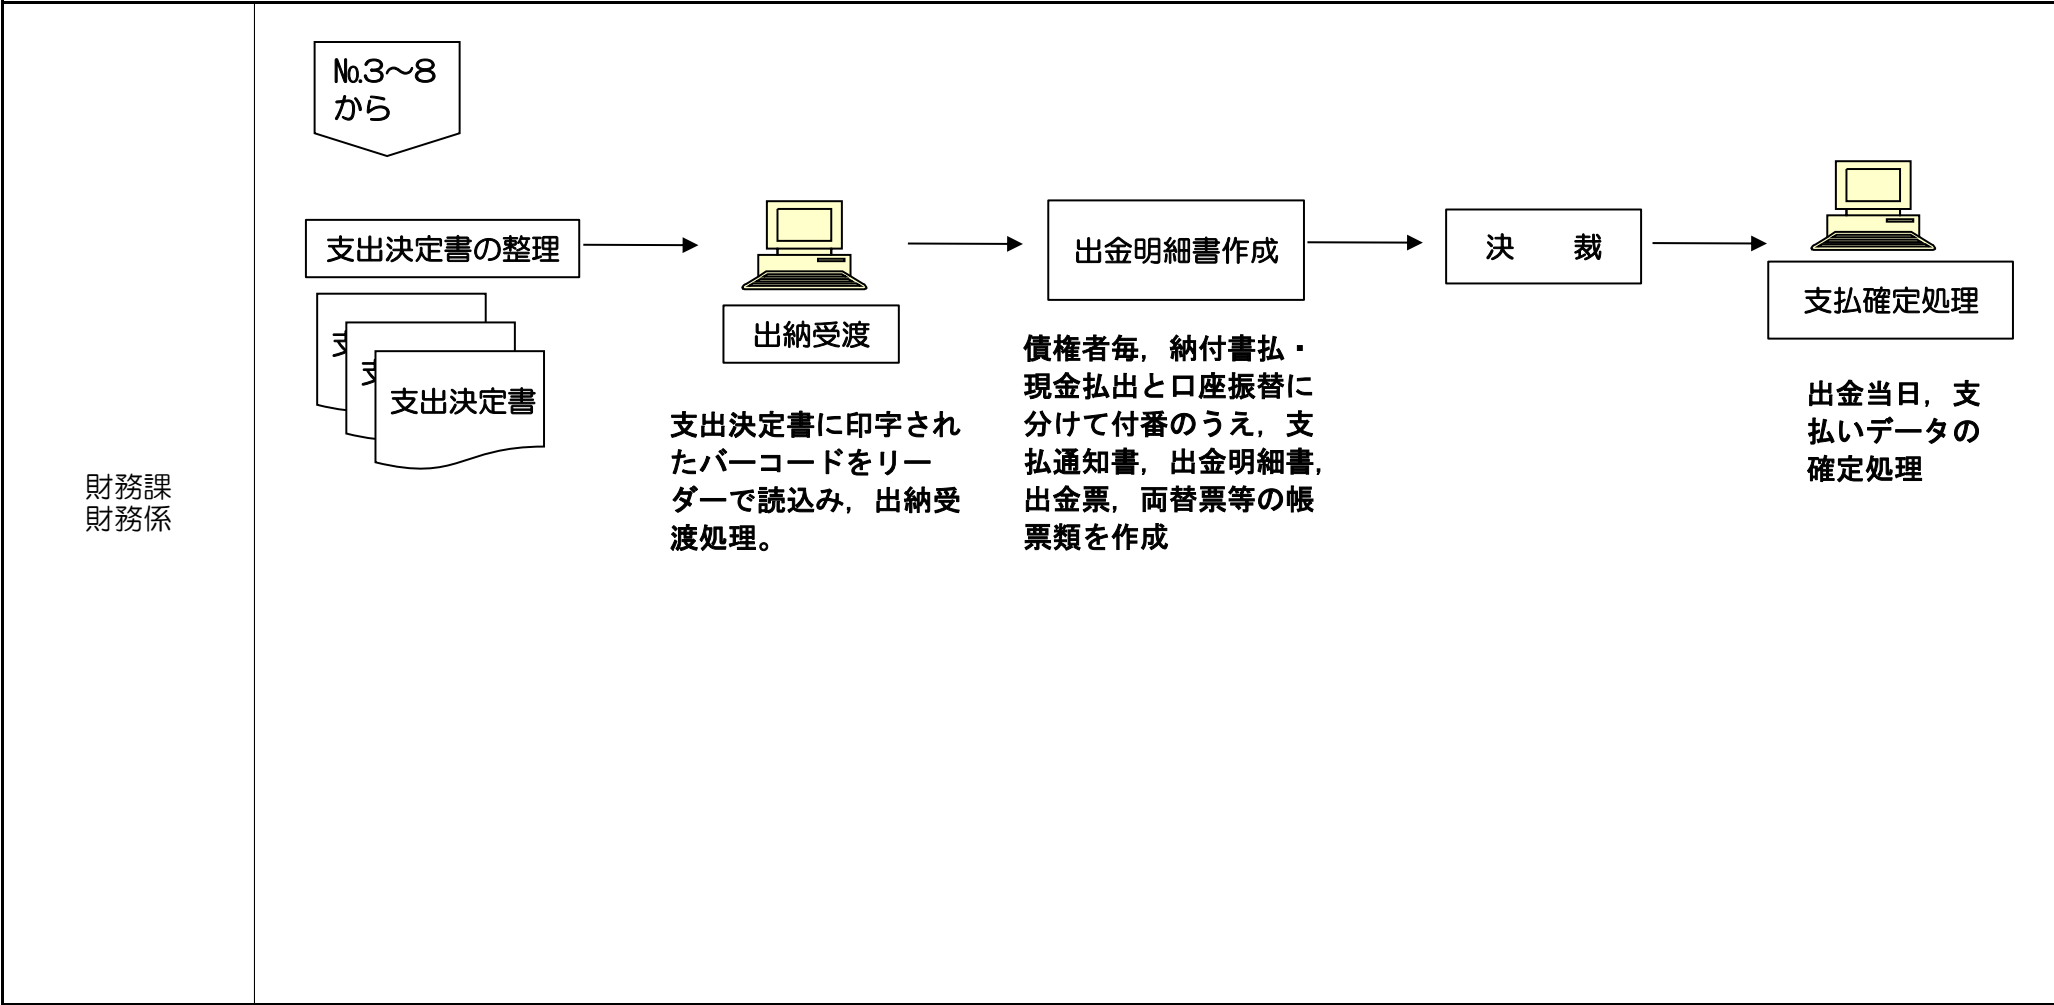 №3～8
から
支出決定書の整理
支
支
支出決定書
出納受渡
支出決定書に印字され
たバーコードをリー
ダーで読込み，出納受
渡処理。
出金明細書作成
債権者毎，納付書払・
現金払出と口座振替に
分けて付番のうえ，支
払通知書，出金明細書，
出金票，両替票等の帳
票類を作成
決　　裁
支払確定処理
出金当日，支
払いデータの
確定処理
財務課
財務係